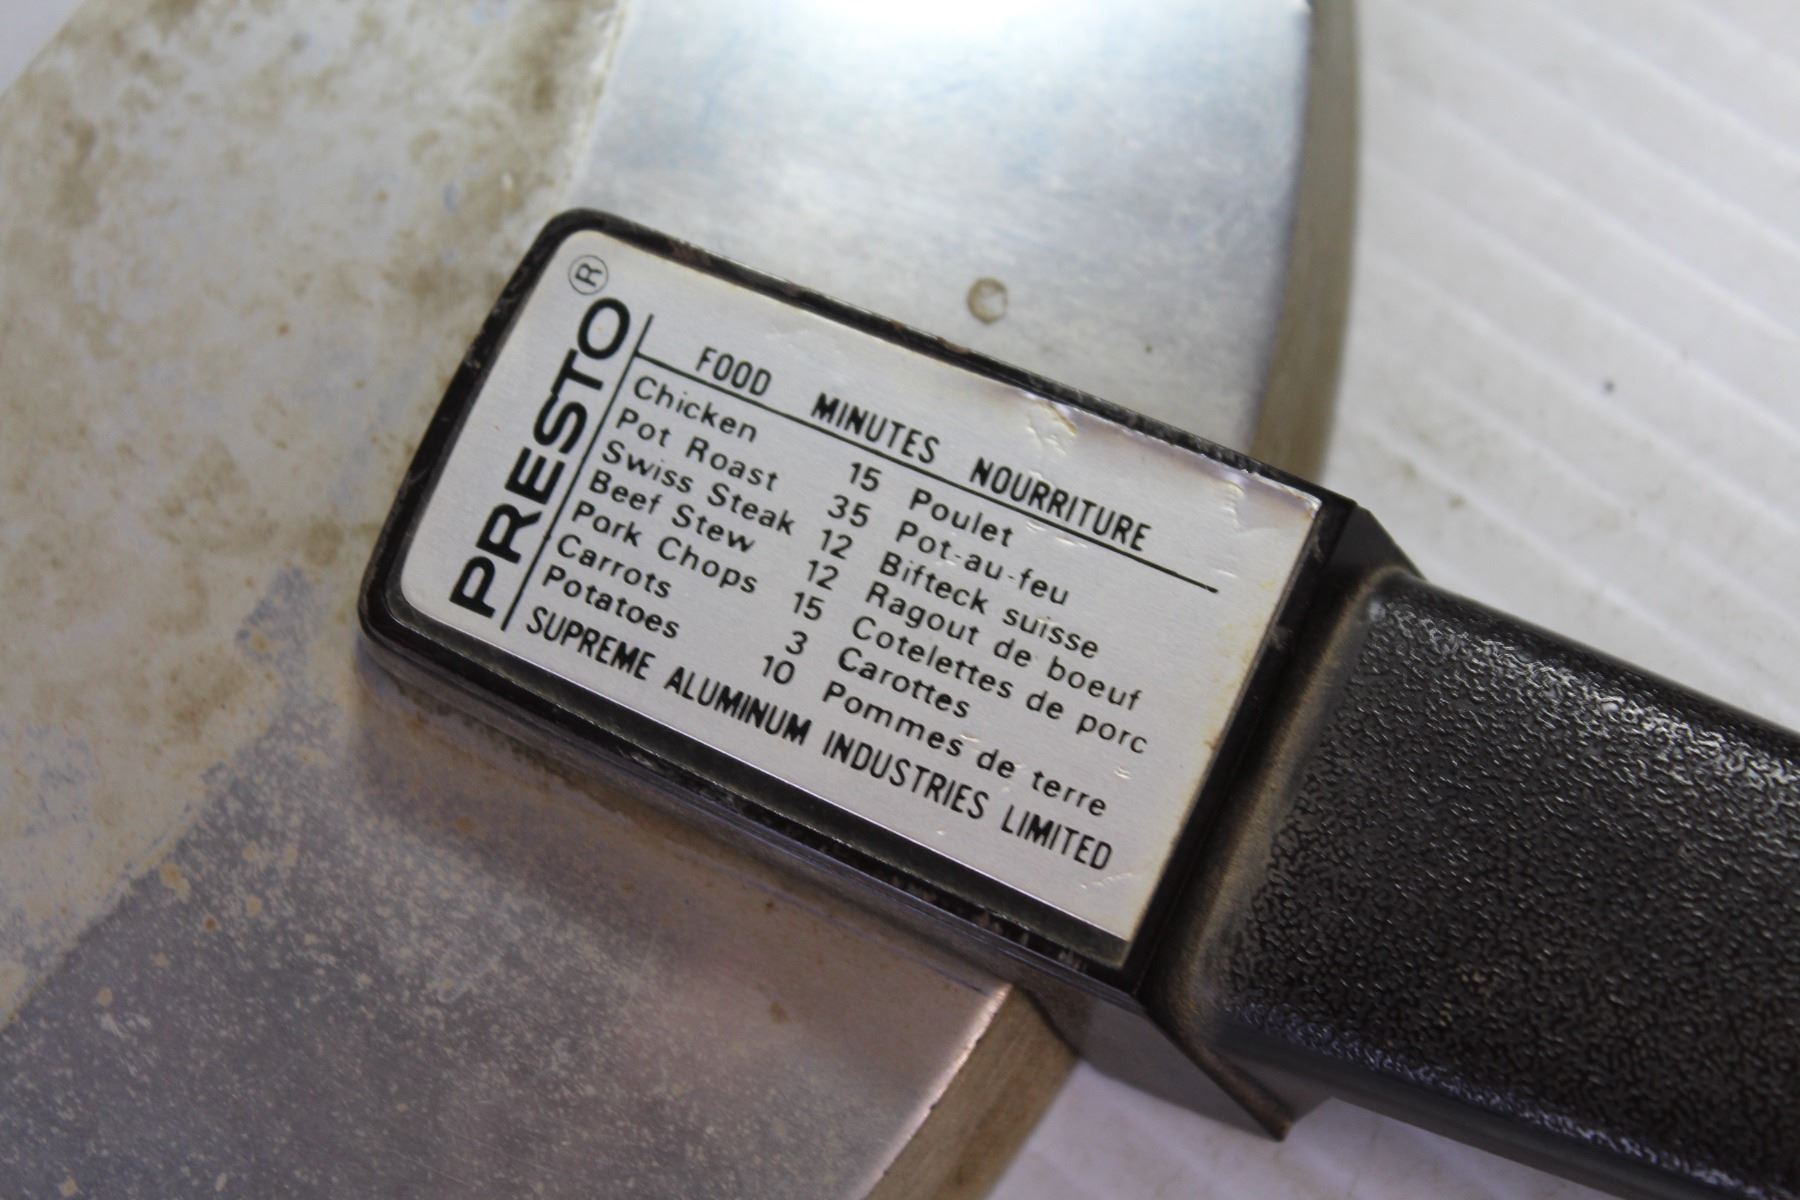 PRESTO®
FOOD MINUTES NOURRITURE
Chicken 15 Poulet
Pot Roast 35 Pot-au-feu
Swiss Steak 12 Bifteck suisse
Beef Stew 12 Ragout de boeuf
Pork Chops 15 Cotelettes de porc
Carrots 3 Carottes
Potatoes 10 Pommes de terre
SUPREME ALUMINUM INDUSTRIES LIMITED